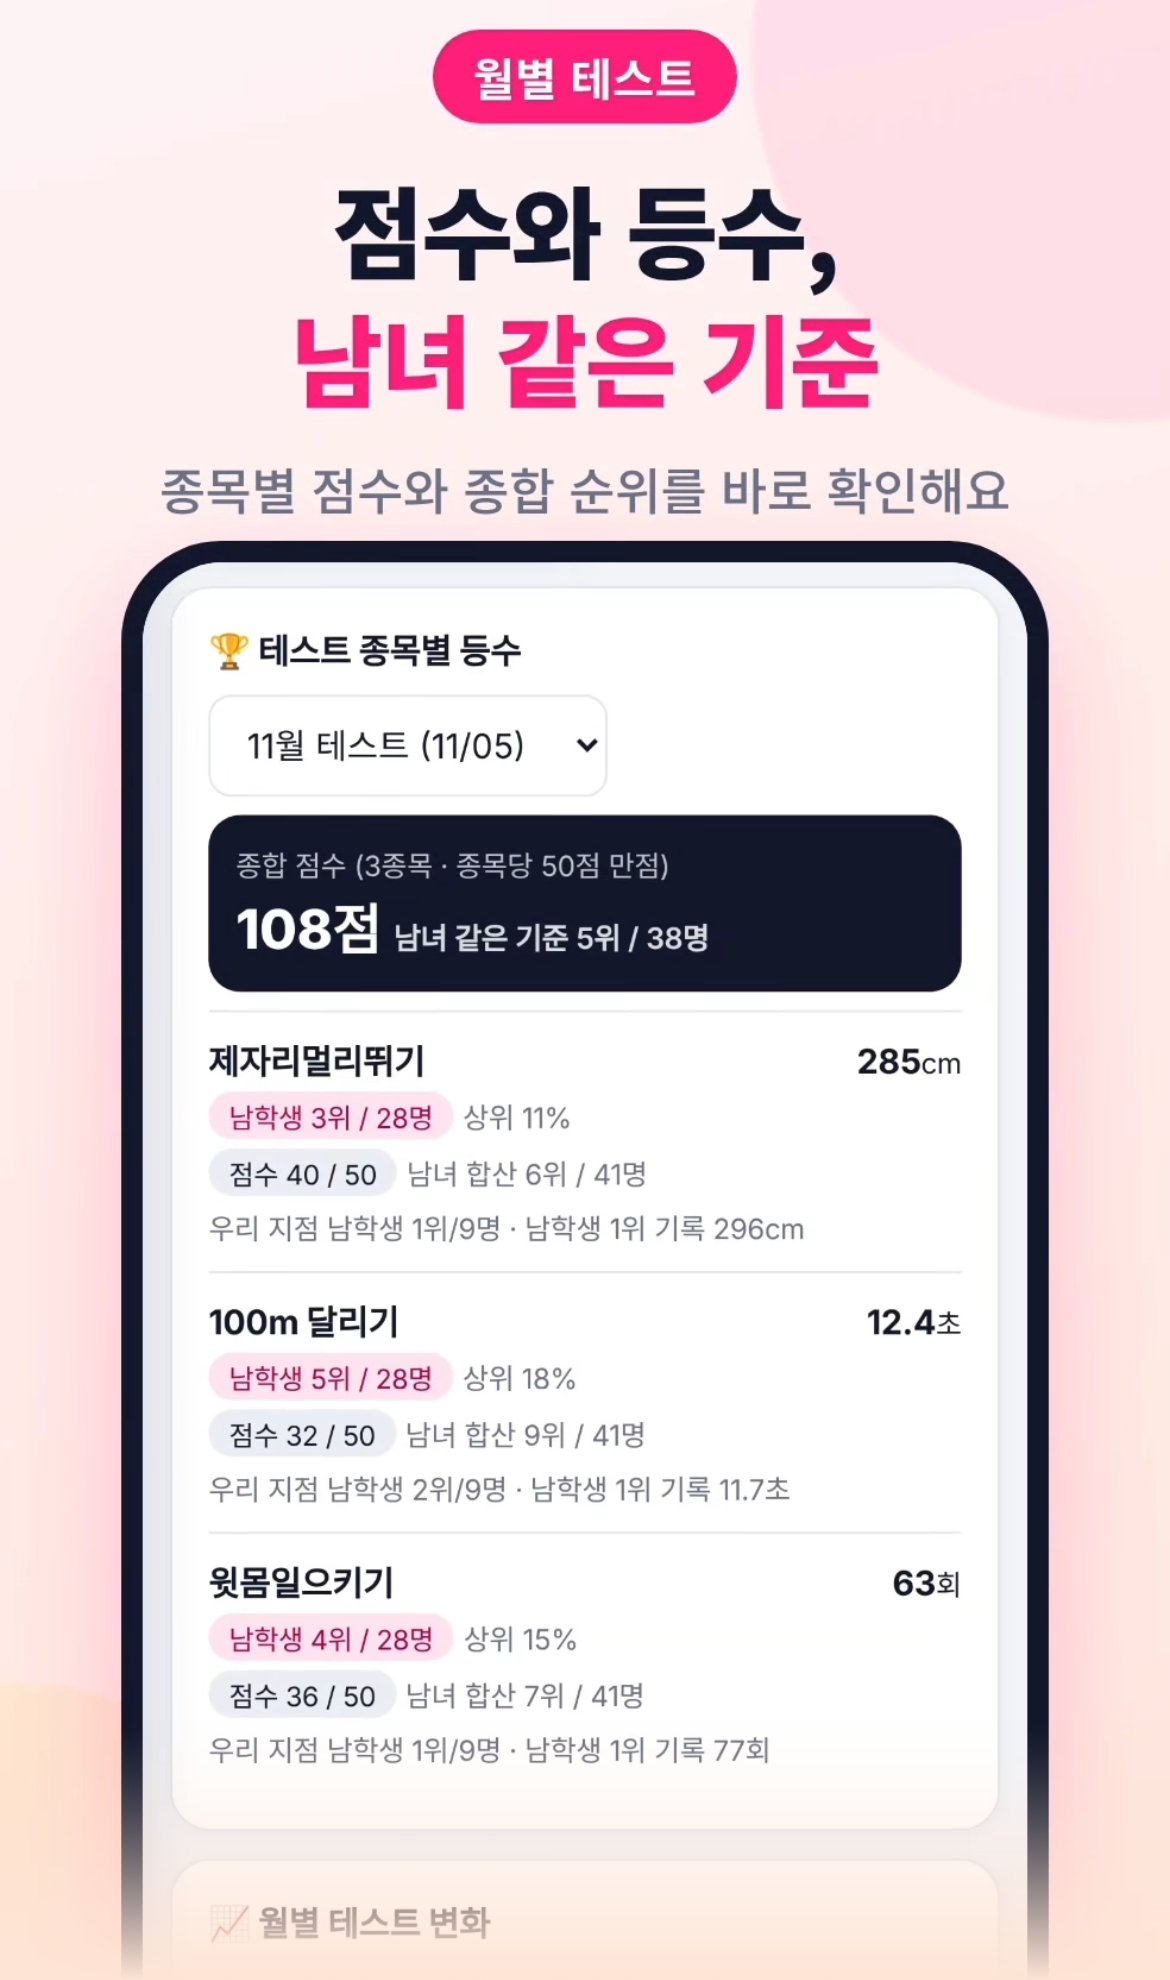 월별 테스트
점수와 등수,
남녀 같은 기준
종목별 점수와 종합 순위를 바로 확인해요
🏆 테스트 종목별 등수
11월 테스트 (11/05)
종합 점수 (3종목 · 종목당 50점 만점)
108점 남녀 같은 기준 5위 / 38명
제자리멀리뛰기 285cm
남학생 3위 / 28명 상위 11%
점수 40 / 50 남녀 합산 6위 / 41명
우리 지점 남학생 1위/9명 · 남학생 1위 기록 296cm
100m 달리기 12.4초
남학생 5위 / 28명 상위 18%
점수 32 / 50 남녀 합산 9위 / 41명
우리 지점 남학생 2위/9명 · 남학생 1위 기록 11.7초
윗몸일으키기 63회
남학생 4위 / 28명 상위 15%
점수 36 / 50 남녀 합산 7위 / 41명
우리 지점 남학생 1위/9명 · 남학생 1위 기록 77회
📈 월별 테스트 변화